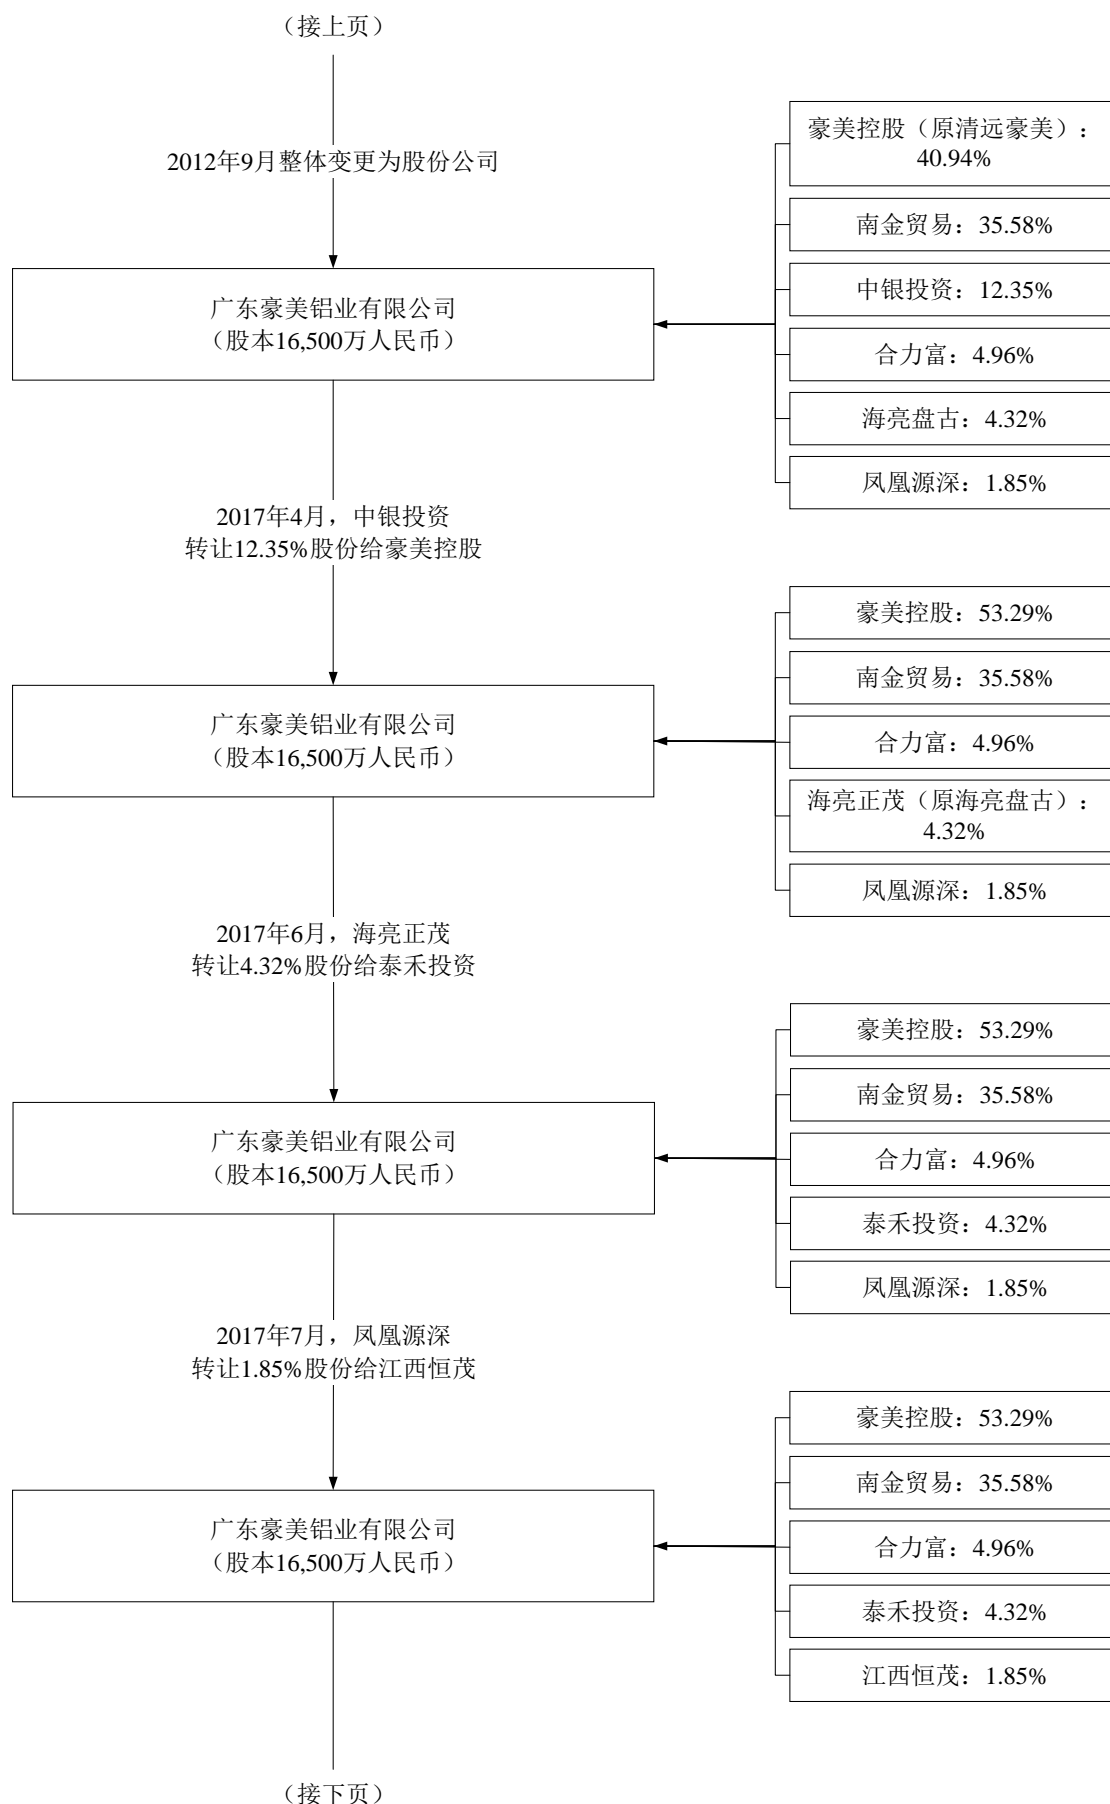 （接上页）
2012年9月整体变更为股份公司
豪美控股（原清远豪美）：
40.94%
南金贸易：35.58%
中银投资：12.35%
合力富：4.96%
海亮盘古：4.32%
凤凰源深：1.85%
广东豪美铝业有限公司
（股本16,500万人民币）
2017年4月，中银投资
转让12.35%股份给豪美控股
豪美控股：53.29%
南金贸易：35.58%
合力富：4.96%
海亮正茂（原海亮盘古）：
4.32%
凤凰源深：1.85%
广东豪美铝业有限公司
（股本16,500万人民币）
2017年6月，海亮正茂
转让4.32%股份给泰禾投资
豪美控股：53.29%
南金贸易：35.58%
合力富：4.96%
泰禾投资：4.32%
凤凰源深：1.85%
广东豪美铝业有限公司
（股本16,500万人民币）
2017年7月，凤凰源深
转让1.85%股份给江西恒茂
豪美控股：53.29%
南金贸易：35.58%
合力富：4.96%
泰禾投资：4.32%
江西恒茂：1.85%
广东豪美铝业有限公司
（股本16,500万人民币）
（接下页）